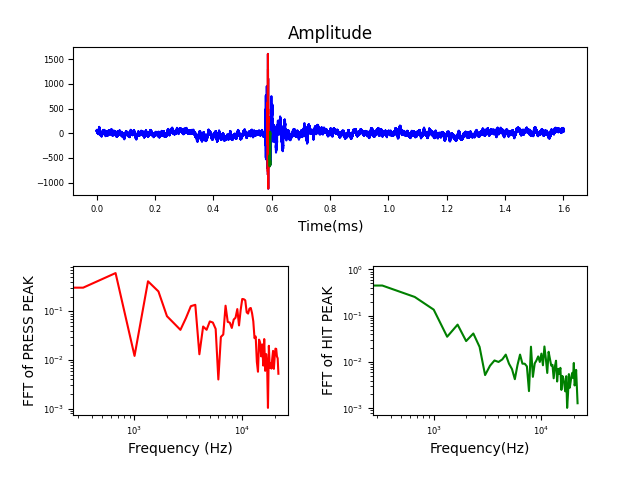 Amplitude
1500
1000
500
0
−500
−1000
0.0 0.2 0.4 0.6 0.8 1.0 1.2 1.4 1.6
Time(ms)
FFT of PRESS PEAK
10⁻¹
10⁻²
10⁻³
10³ 10⁴
Frequency (Hz)
FFT of HIT PEAK
10⁰
10⁻¹
10⁻²
10⁻³
10³ 10⁴
Frequency(Hz)